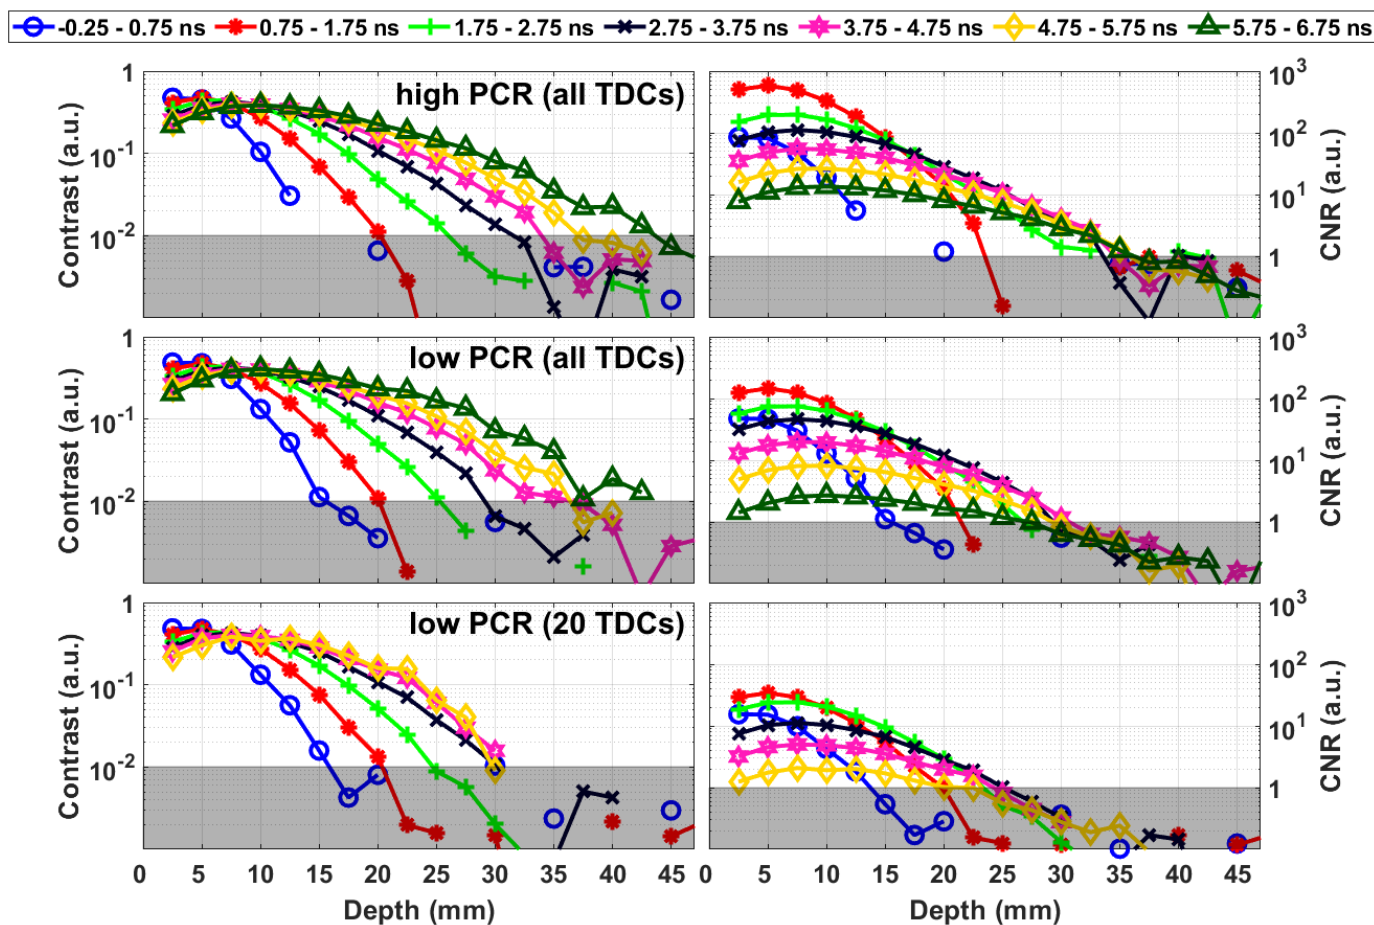 -0.25 - 0.75 ns 0.75 - 1.75 ns 1.75 - 2.75 ns 2.75 - 3.75 ns 3.75 - 4.75 ns 4.75 - 5.75 ns 5.75 - 6.75 ns
high PCR (all TDCs)
Contrast (a.u.)
1
10^-1
10^-2
10^3
10^2
10^1
1
CNR (a.u.)
low PCR (all TDCs)
Contrast (a.u.)
1
10^-1
10^-2
10^3
10^2
10^1
1
CNR (a.u.)
low PCR (20 TDCs)
Contrast (a.u.)
1
10^-1
10^-2
10^3
10^2
10^1
1
CNR (a.u.)
0 5 10 15 20 25 30 35 40 45
0 5 10 15 20 25 30 35 40 45
Depth (mm)
Depth (mm)